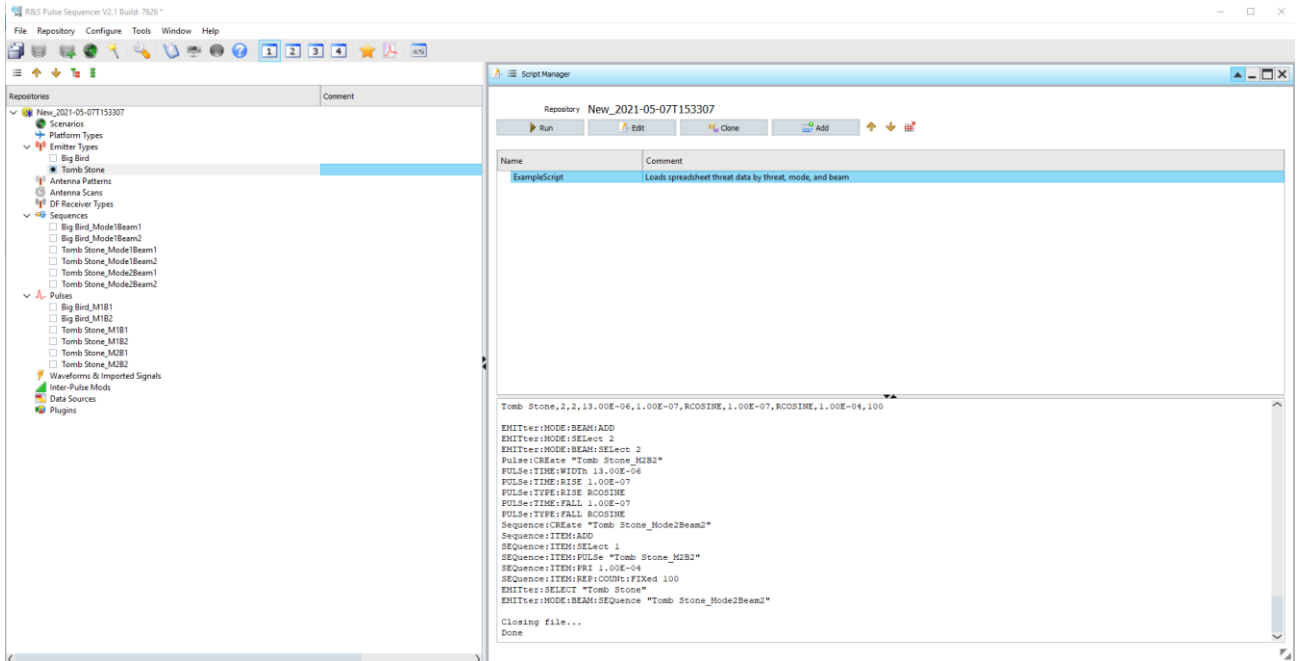 R&S Pulse Sequencer V2.1 Build: 7626 *
File Repository Configure Tools Window Help
1 2 3 4
Repositories Comment
New_2021-05-07T153307
Scenarios
Platform Types
Emitter Types
Big Bird
Tomb Stone
Antenna Patterns
Antenna Scans
DF Receiver Types
Sequences
Big Bird_Mode1Beam1
Big Bird_Mode1Beam2
Tomb Stone_Mode1Beam1
Tomb Stone_Mode1Beam2
Tomb Stone_Mode2Beam1
Tomb Stone_Mode2Beam2
Pulses
Big Bird_M1B1
Big Bird_M1B2
Tomb Stone_M1B1
Tomb Stone_M1B2
Tomb Stone_M2B1
Tomb Stone_M2B2
Waveforms & Imported Signals
Inter-Pulse Mods
Data Sources
Plugins
Script Manager
Repository New_2021-05-07T153307
Run Edit Clone Add
Name Comment
ExampleScript Loads spreadsheet threat data by threat, mode, and beam
Tomb Stone,2,2,13.00E-06,1.00E-07,RCOSINE,1.00E-07,RCOSINE,1.00E-04,100
EMITter:MODE:BEAM:ADD
EMITter:MODE:SELect 2
EMITter:MODE:BEAM:SELect 2
Pulse:CREate "Tomb Stone_M2B2"
PULSe:TIME:WIDTh 13.00E-06
PULSe:TIME:RISE 1.00E-07
PULSe:TYPE:RISE RCOSINE
PULSe:TIME:FALL 1.00E-07
PULSe:TYPE:FALL RCOSINE
Sequence:CREate "Tomb Stone_Mode2Beam2"
Sequence:ITEM:ADD
SEQuence:ITEM:SELect 1
SEQuence:ITEM:PULSe "Tomb Stone_M2B2"
SEQuence:ITEM:PRI 1.00E-04
SEQuence:ITEM:REP:COUNt:FIXed 100
EMITter:SELECT "Tomb Stone"
EMITter:MODE:BEAM:SEQuence "Tomb Stone_Mode2Beam2"
Closing file...
Done